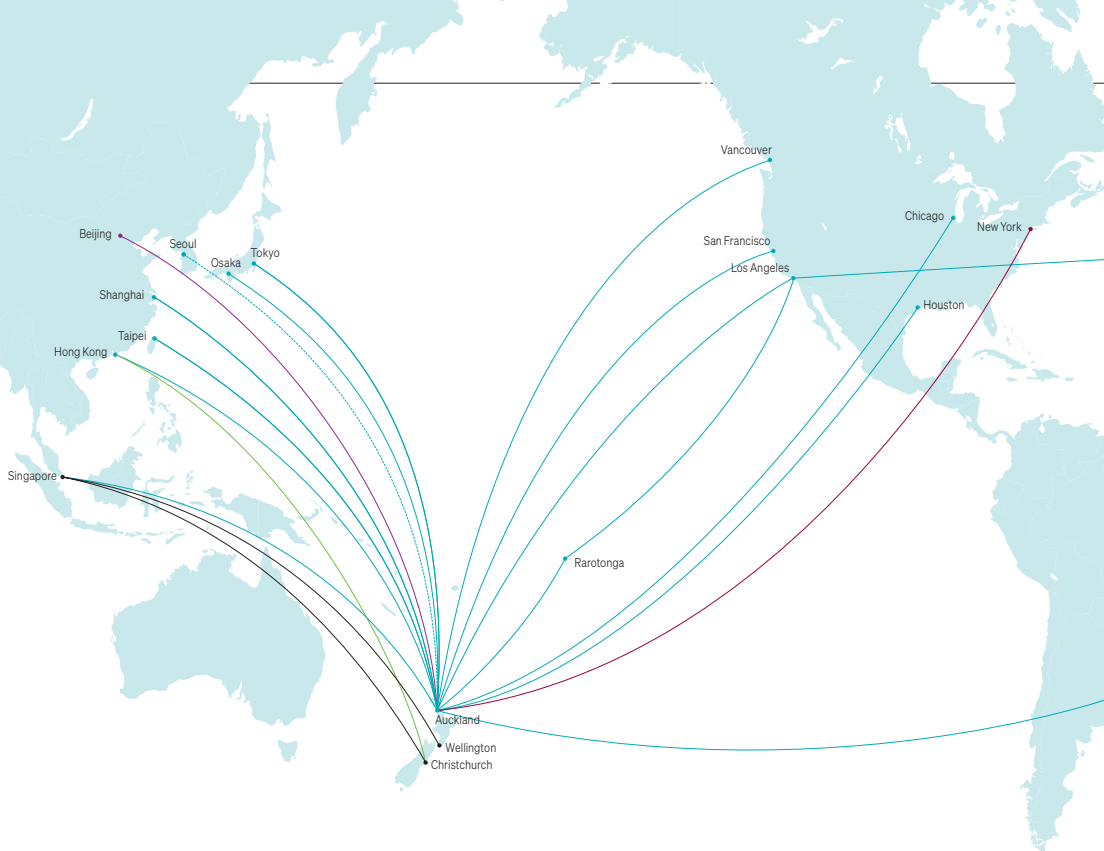 Vancouver
Chicago
New York
Beijing
Seoul
San Francisco
Tokyo
Osaka
Los Angeles
Shanghai
Houston
Taipei
Hong Kong
Singapore
Rarotonga
Auckland
Wellington
Christchurch